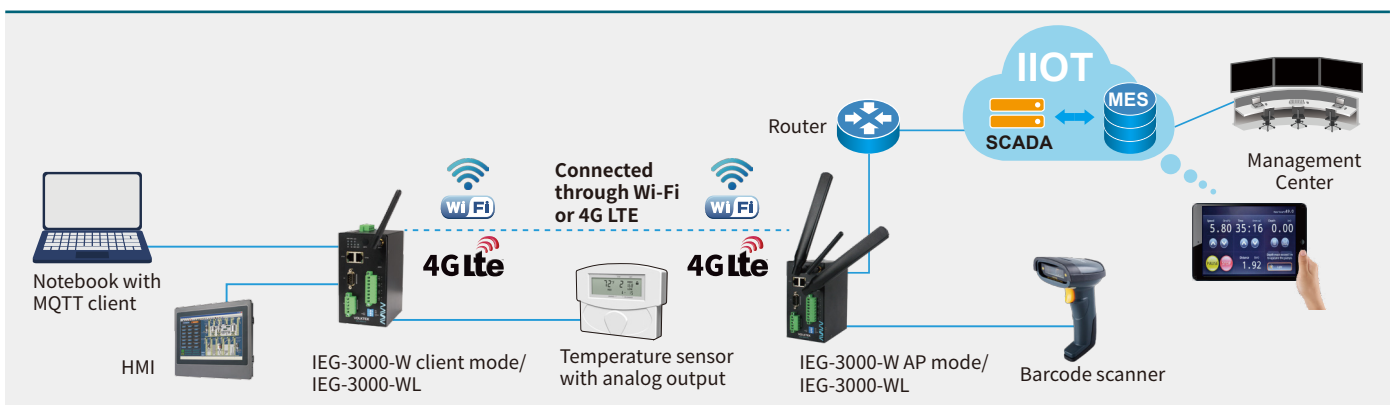 IIOT
MES
SCADA
Router
Management
Center
Connected
through Wi-Fi
or 4G LTE
Wi Fi
Wi Fi
4G Lte
4G Lte
5.80 35:16 0.00
1.92
Notebook with
MQTT client
HMI
IEG-3000-W client mode/
IEG-3000-WL
Temperature sensor
with analog output
IEG-3000-W AP mode/
IEG-3000-WL
Barcode scanner